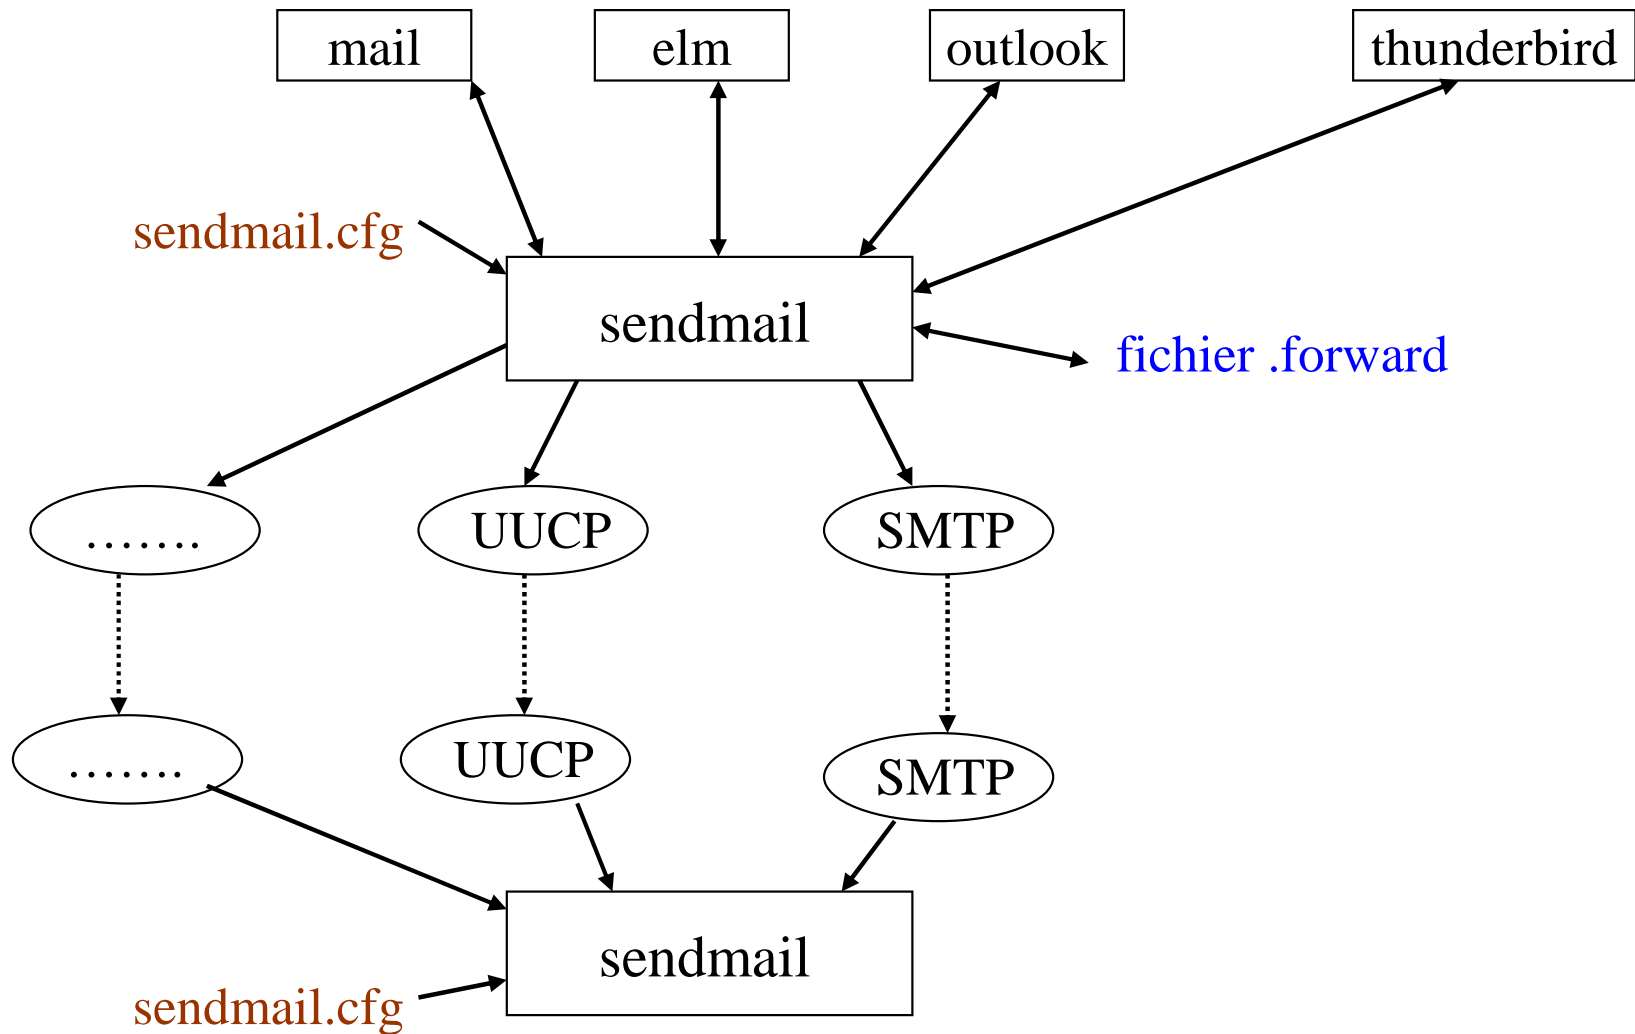 mail
elm
outlook
thunderbird
sendmail.cfg
sendmail
fichier .forward
…….
UUCP
SMTP
…….
UUCP
SMTP
sendmail
sendmail.cfg